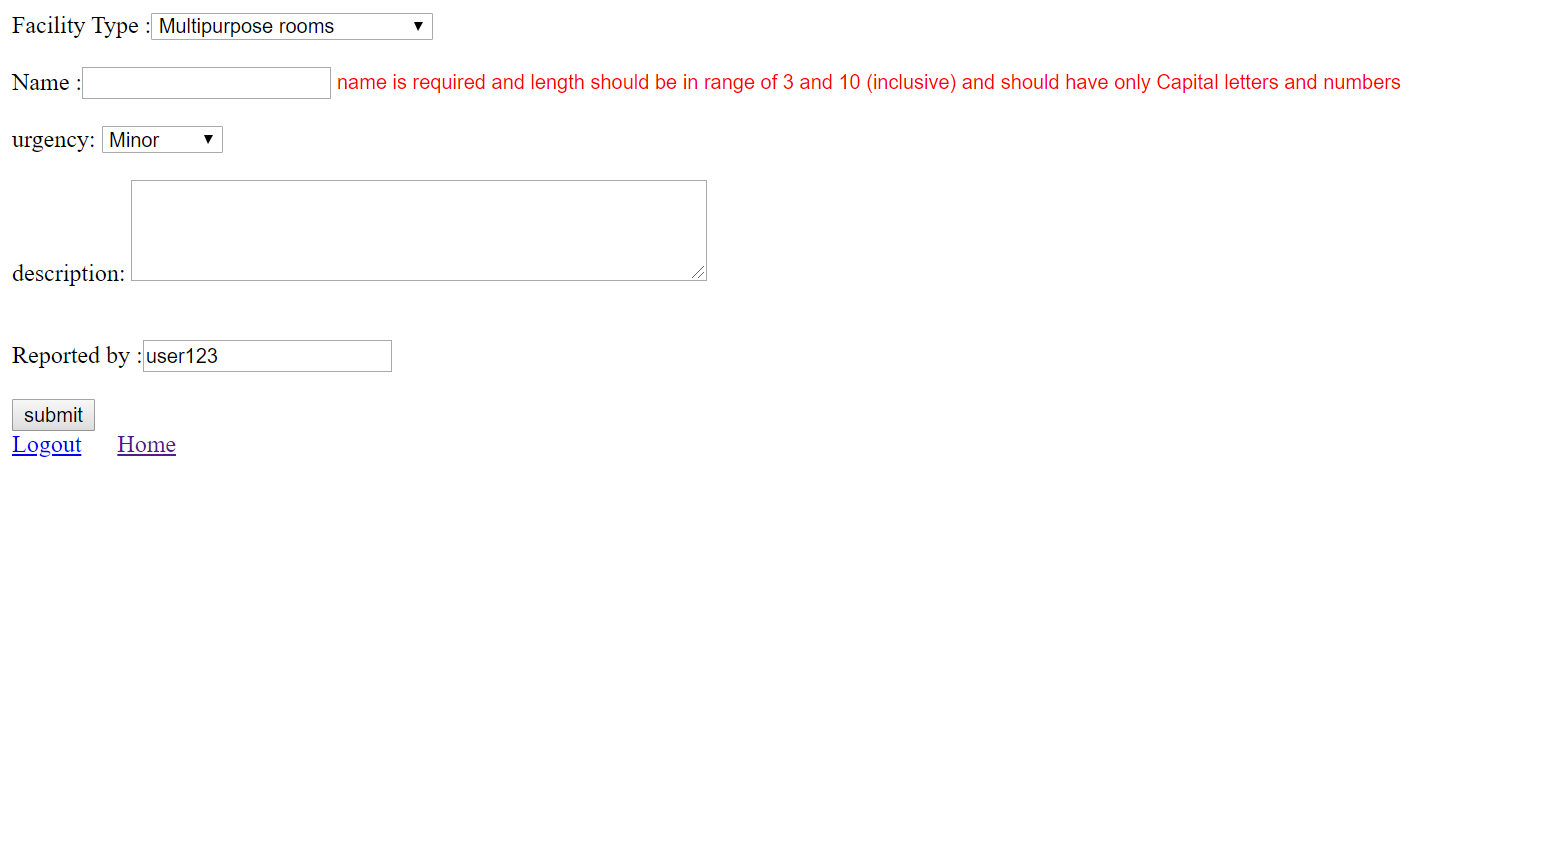 Facility Type : Multipurpose rooms
Name : name is required and length should be in range of 3 and 10 (inclusive) and should have only Capital letters and numbers
urgency: Minor
description:
Reported by : user123
submit
Logout Home